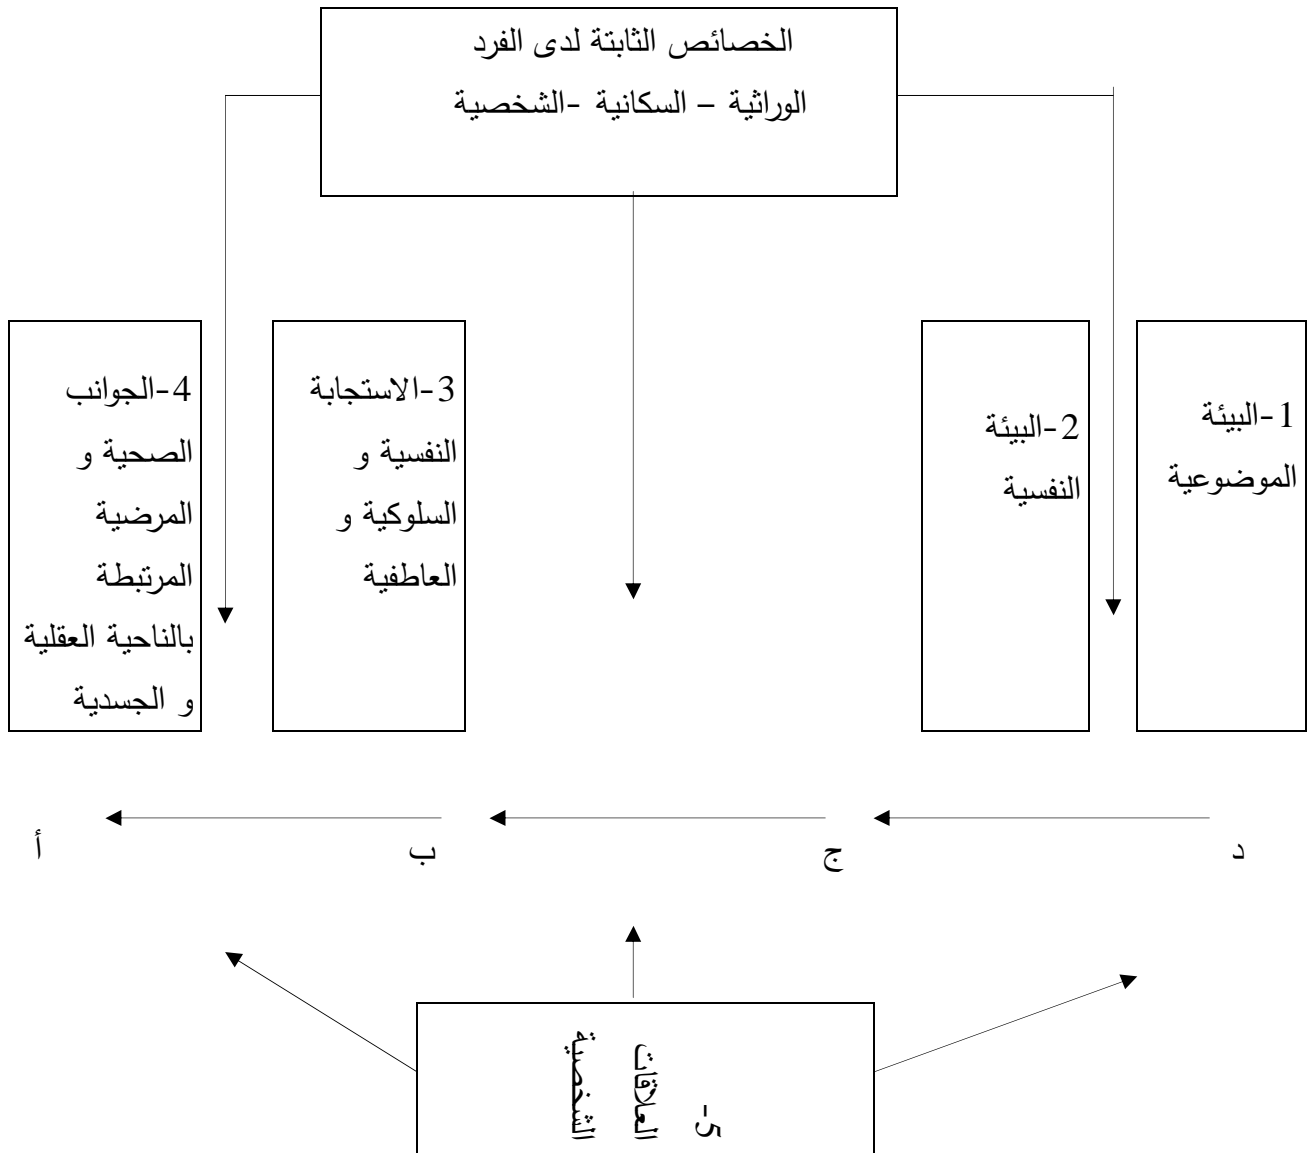 الخصائص الثابتة لدى الفرد
الوراثية – السكانية -الشخصية
1-البيئة
الموضوعية
2-البيئة
النفسية
3-الاستجابة
النفسية و
السلوكية و
العاطفية
4-الجوانب
الصحية و
المرضية
المرتبطة
بالناحية العقلية
و الجسدية
د
ج
ب
أ
5-
العلاقات
الشخصية